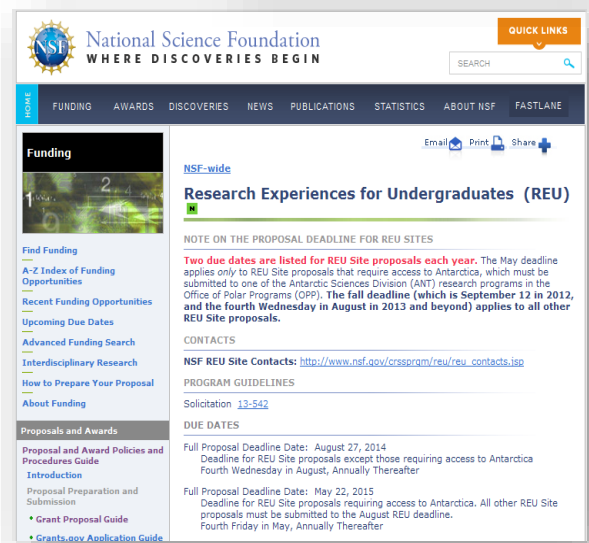 NSF
National Science Foundation
WHERE DISCOVERIES BEGIN
QUICK LINKS
SEARCH
HOME
FUNDING AWARDS DISCOVERIES NEWS PUBLICATIONS STATISTICS ABOUT NSF FASTLANE
Email Print Share
Funding
Find Funding
A-Z Index of Funding
Opportunities
Recent Funding Opportunities
Upcoming Due Dates
Advanced Funding Search
Interdisciplinary Research
How to Prepare Your Proposal
About Funding
Proposals and Awards
Proposal and Award Policies and
Procedures Guide
Introduction
Proposal Preparation and
Submission
Grant Proposal Guide
Grants.gov Application Guide
NSF-wide
Research Experiences for Undergraduates (REU)
N
NOTE ON THE PROPOSAL DEADLINE FOR REU SITES
Two due dates are listed for REU Site proposals each year. The May deadline
applies only to REU Site proposals that require access to Antarctica, which must be
submitted to one of the Antarctic Sciences Division (ANT) research programs in the
Office of Polar Programs (OPP). The fall deadline (which is September 12 in 2012,
and the fourth Wednesday in August in 2013 and beyond) applies to all other
REU Site proposals.
CONTACTS
NSF REU Site Contacts: http://www.nsf.gov/crssprgm/reu/reu_contacts.jsp
PROGRAM GUIDELINES
Solicitation 13-542
DUE DATES
Full Proposal Deadline Date: August 27, 2014
Deadline for REU Site proposals except those requiring access to Antarctica
Fourth Wednesday in August, Annually Thereafter
Full Proposal Deadline Date: May 22, 2015
Deadline for REU Site proposals requiring access to Antarctica. All other REU Site
proposals must be submitted to the August REU deadline.
Fourth Friday in May, Annually Thereafter